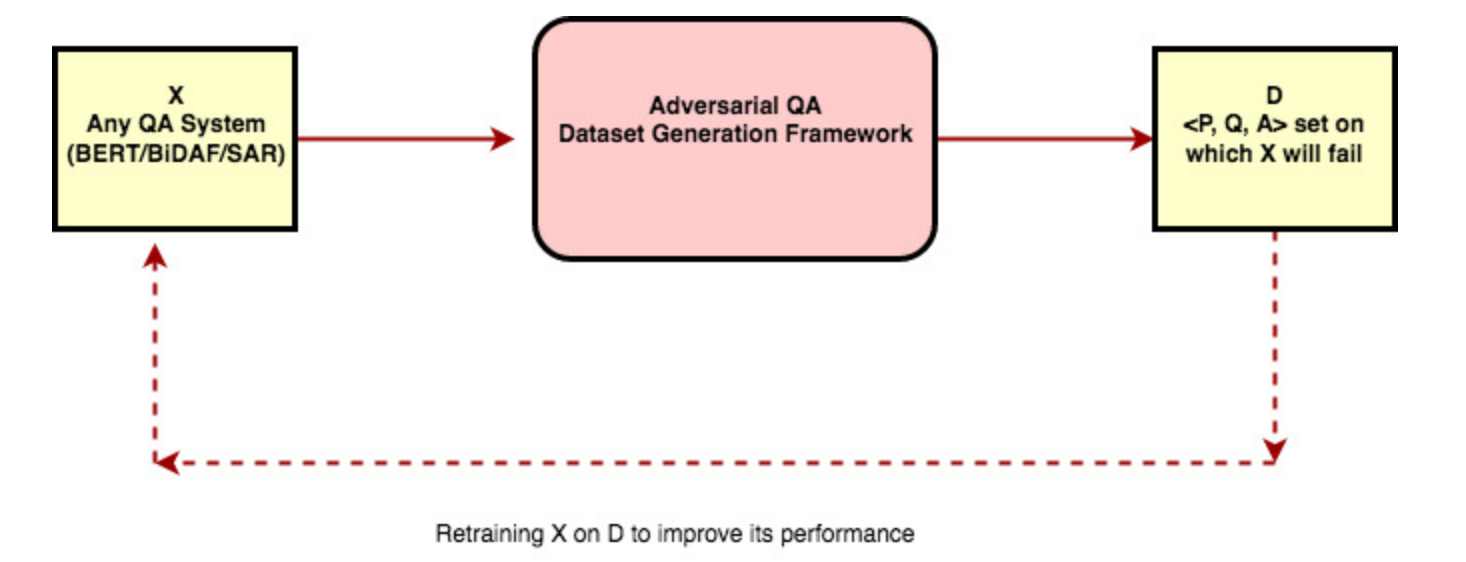 X
Any QA System
(BERT/BiDAF/SAR)
Adversarial QA
Dataset Generation Framework
D
<P, Q, A> set on
which X will fail
Retraining X on D to improve its performance